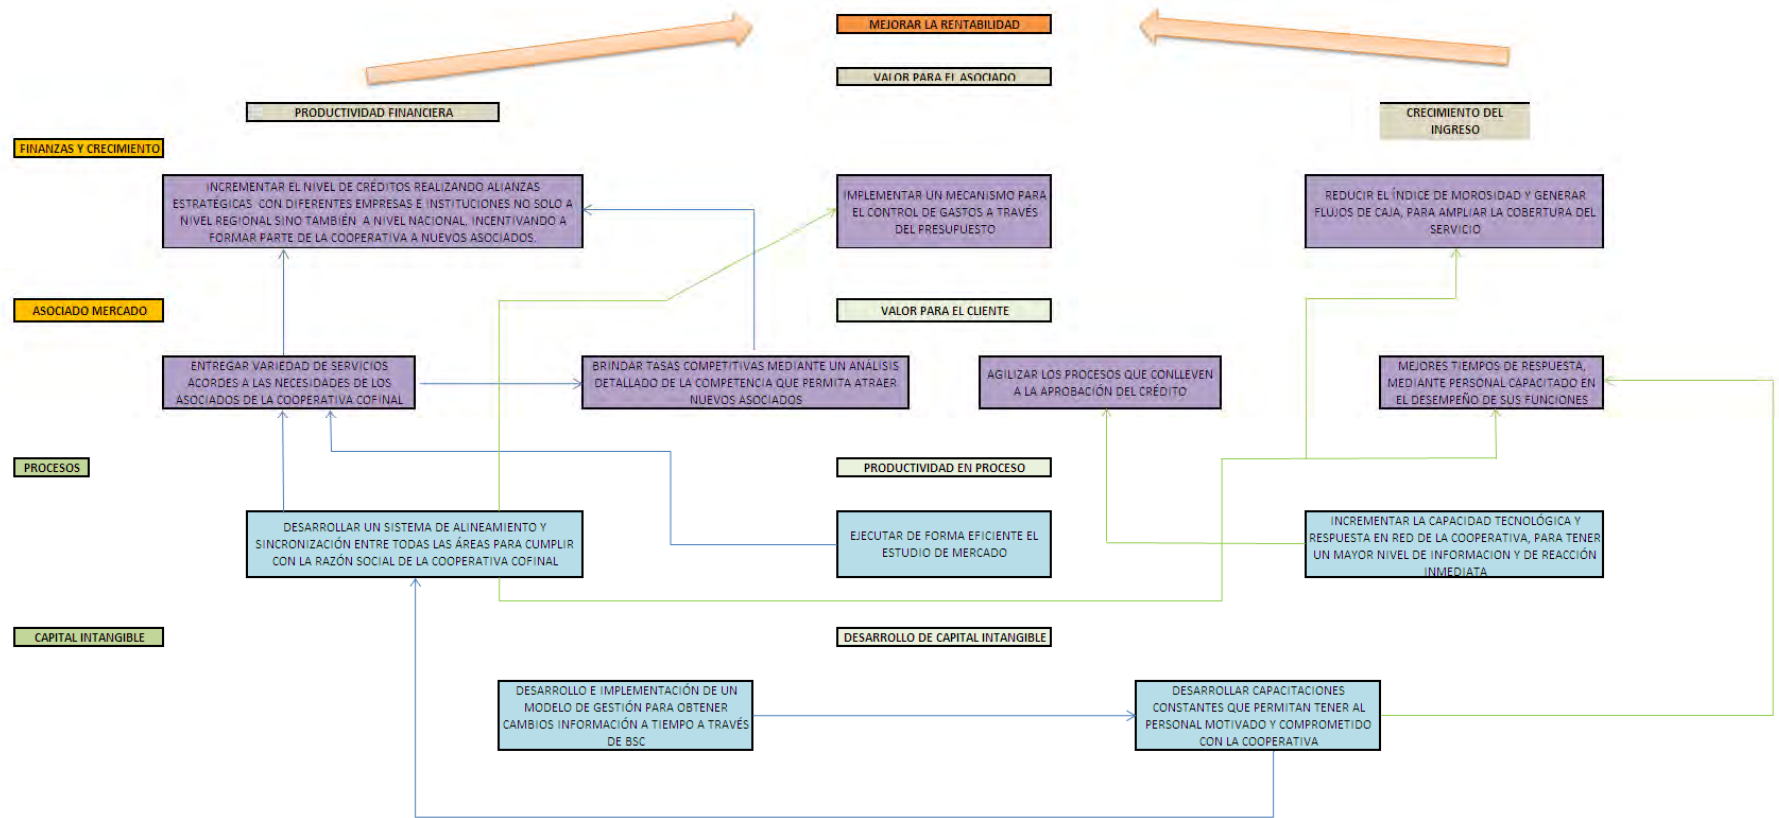 MEJORAR LA RENTABILIDAD
VALOR PARA EL ASOCIADO
PRODUCTIVIDAD FINANCIERA
CRECIMIENTO DEL
INGRESO
FINANZAS Y CRECIMIENTO
INCREMENTAR EL NIVEL DE CRÉDITOS REALIZANDO ALIANZAS
ESTRATÉGICAS CON DIFERENTES EMPRESAS E INSTITUCIONES NO SOLO A
NIVEL REGIONAL SINO TAMBIÉN A NIVEL NACIONAL, INCENTIVANDO A
FORMAR PARTE DE LA COOPERATIVA A NUEVOS ASOCIADOS.
IMPLEMENTAR UN MECANISMO PARA
EL CONTROL DE GASTOS A TRAVÉS
DEL PRESUPUESTO
REDUCIR EL ÍNDICE DE MOROSIDAD Y GENERAR
FLUJOS DE CAJA, PARA AMPLIAR LA COBERTURA DEL
SERVICIO
ASOCIADO MERCADO
VALOR PARA EL CLIENTE
ENTREGAR VARIEDAD DE SERVICIOS
ACORDES A LAS NECESIDADES DE LOS
ASOCIADOS DE LA COOPERATIVA COFINAL
BRINDAR TASAS COMPETITIVAS MEDIANTE UN ANÁLISIS
DETALLADO DE LA COMPETENCIA QUE PERMITA ATRAER
NUEVOS ASOCIADOS
AGILIZAR LOS PROCESOS QUE CONLLEVEN
A LA APROBACIÓN DEL CRÉDITO
MEJORES TIEMPOS DE RESPUESTA,
MEDIANTE PERSONAL CAPACITADO EN
EL DESEMPEÑO DE SUS FUNCIONES
PROCESOS
PRODUCTIVIDAD EN PROCESO
DESARROLLAR UN SISTEMA DE ALINEAMIENTO Y
SINCRONIZACIÓN ENTRE TODAS LAS ÁREAS PARA CUMPLIR
CON LA RAZÓN SOCIAL DE LA COOPERATIVA COFINAL
EJECUTAR DE FORMA EFICIENTE EL
ESTUDIO DE MERCADO
INCREMENTAR LA CAPACIDAD TECNOLÓGICA Y
RESPUESTA EN RED DE LA COOPERATIVA, PARA TENER
UN MAYOR NIVEL DE INFORMACION Y DE REACCIÓN
INMEDIATA
CAPITAL INTANGIBLE
DESARROLLO DE CAPITAL INTANGIBLE
DESARROLLO E IMPLEMENTACIÓN DE UN
MODELO DE GESTIÓN PARA OBTENER
CAMBIOS INFORMACIÓN A TIEMPO A TRAVÉS
DE BSC
DESARROLLAR CAPACITACIONES
CONSTANTES QUE PERMITAN TENER AL
PERSONAL MOTIVADO Y COMPROMETIDO
CON LA COOPERATIVA